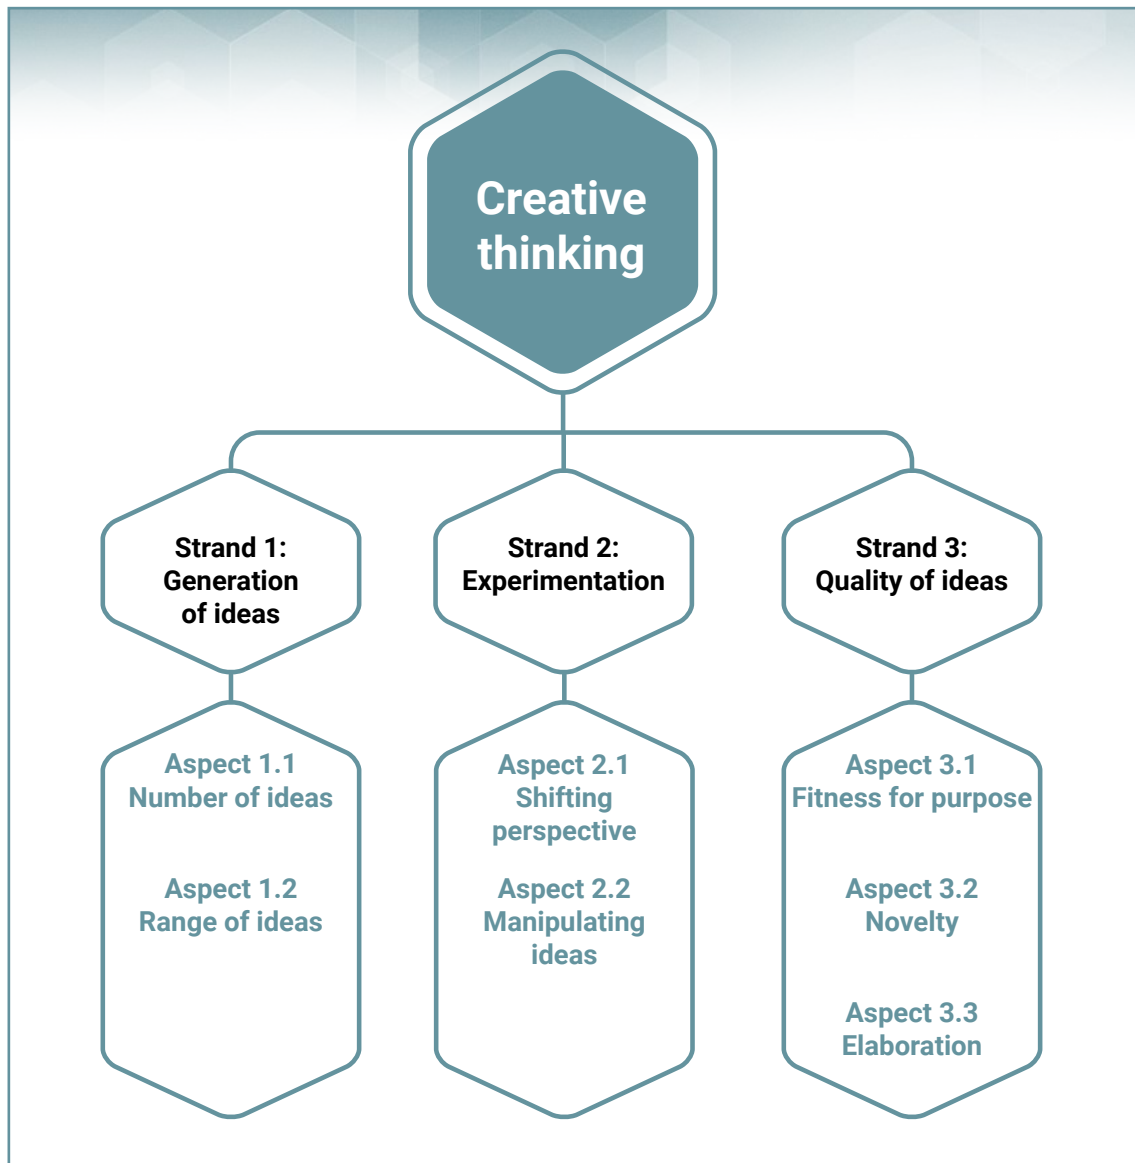 Creative
thinking
Strand 1:
Generation
of ideas
Strand 2:
Experimentation
Strand 3:
Quality of ideas
Aspect 1.1
Number of ideas
Aspect 1.2
Range of ideas
Aspect 2.1
Shifting
perspective
Aspect 2.2
Manipulating
ideas
Aspect 3.1
Fitness for purpose
Aspect 3.2
Novelty
Aspect 3.3
Elaboration